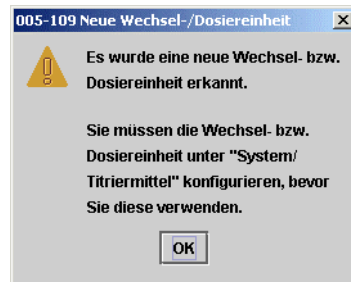 005-109 Neue Wechsel-/Dosiereinheit
Es wurde eine neue Wechsel- bzw.
Dosiereinheit erkannt.
Sie müssen die Wechsel- bzw.
Dosiereinheit unter "System/
Titriermittel" konfigurieren, bevor
Sie diese verwenden.
OK